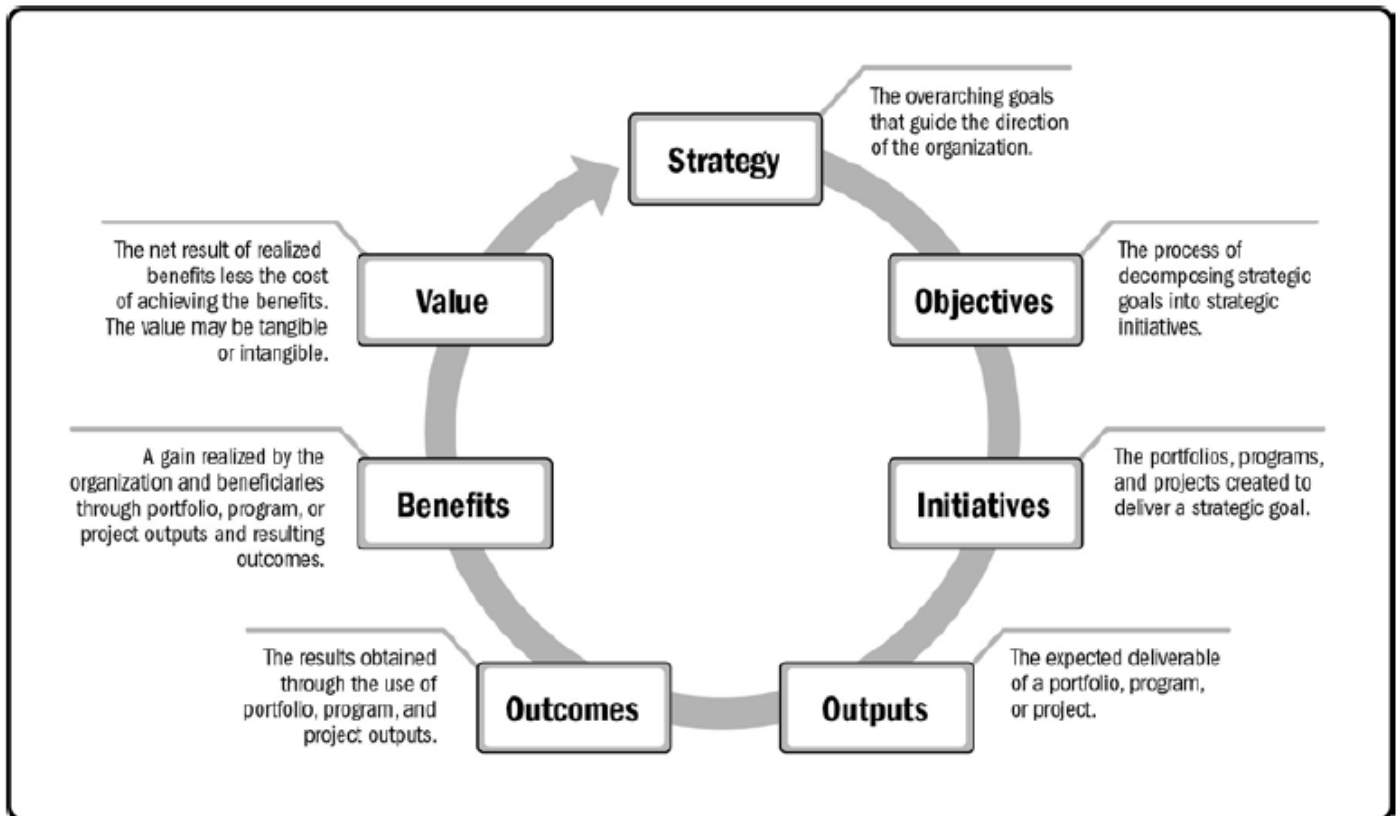 Strategy
The overarching goals
that guide the direction
of the organization.
Objectives
The process of
decomposing strategic
goals into strategic
initiatives.
Initiatives
The portfolios, programs,
and projects created to
deliver a strategic goal.
Outputs
The expected deliverable
of a portfolio, program,
or project.
Outcomes
The results obtained
through the use of
portfolio, program, and
project outputs.
Benefits
A gain realized by the
organization and beneficiaries
through portfolio, program, or
project outputs and resulting
outcomes.
Value
The net result of realized
benefits less the cost
of achieving the benefits.
The value may be tangible
or intangible.